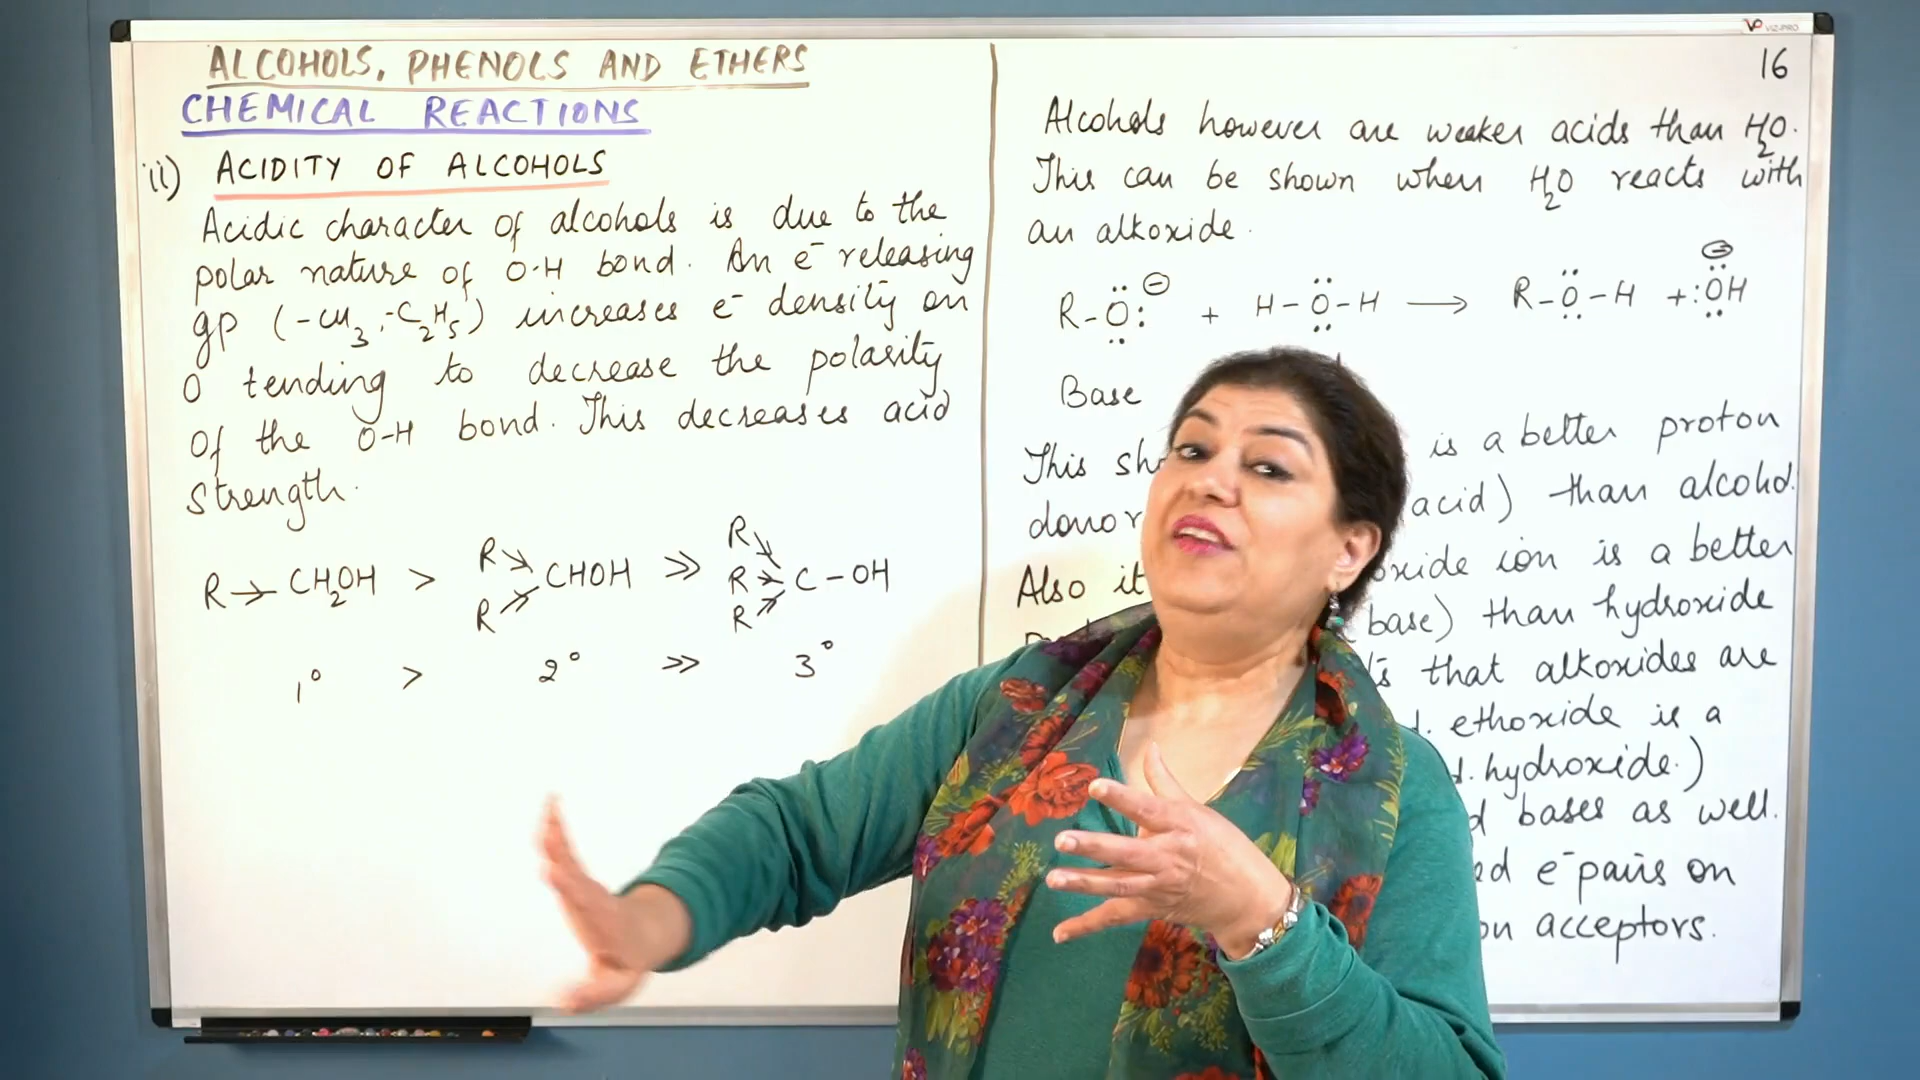 ALCOHOLS, PHENOLS AND ETHERS
CHEMICAL REACTIONS
ii) ACIDITY OF ALCOHOLS
Acidic character of alcohols is due to the
polar nature of O-H bond. An e⁻ releasing
gp (-CH₃, -C₂H₅) increases e⁻ density on
O tending to decrease the polarity
of the O-H bond. This decreases acid
strength.
R→CH₂OH > R R CHOH >> R R R C-OH
1° > 2° >> 3°
16
Alcohols however are weaker acids than H₂O.
This can be shown when H₂O reacts with
an alkoxide.
R-Ö:⊖ + H-Ö-H → R-Ö-H + :ÖH ⊖
Base
This is a better proton
donor acid) than alcohol.
Also it ion is a better
base) than hydroxide
that alkoxides are
ethoxide is a
hydroxide.)
bases as well.
e⁻ pairs on
acceptors.
VIZ-PRO